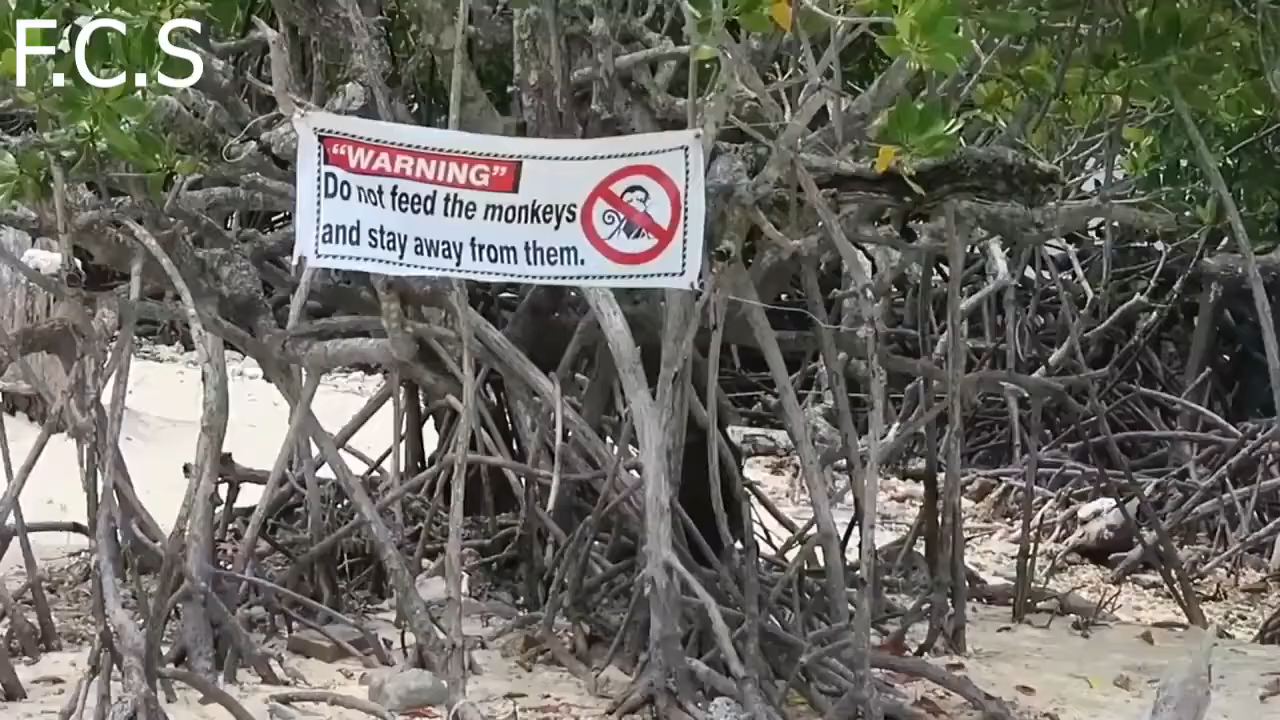 F.C.S
“WARNING”
Do not feed the monkeys
and stay away from them.